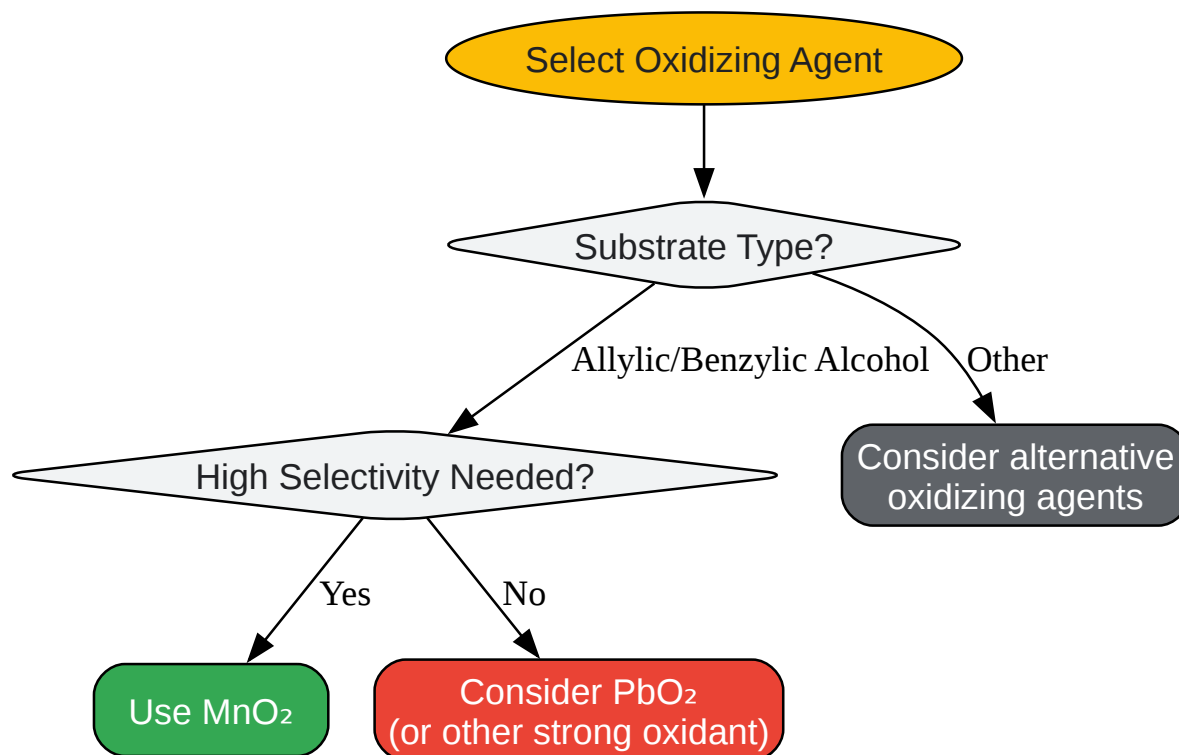 Select Oxidizing Agent
Substrate Type?
Allylic/Benzylic Alcohol
Other
High Selectivity Needed?
Consider alternative
oxidizing agents
Yes
No
Use MnO₂
Consider PbO₂
(or other strong oxidant)